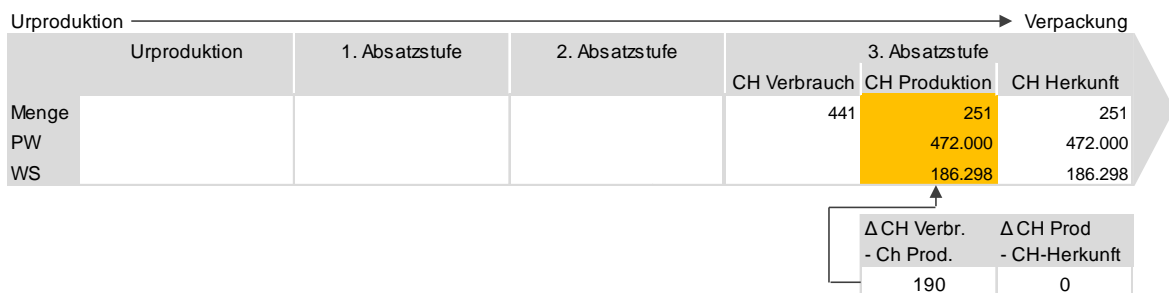 Urproduktion Verpackung
Urproduktion 1. Absatzstufe 2. Absatzstufe 3. Absatzstufe
CH Verbrauch CH Produktion CH Herkunft
Menge 441 251 251
PW 472.000 472.000
WS 186.298 186.298
Δ CH Verbr. Δ CH Prod
- Ch Prod. - CH-Herkunft
190 0